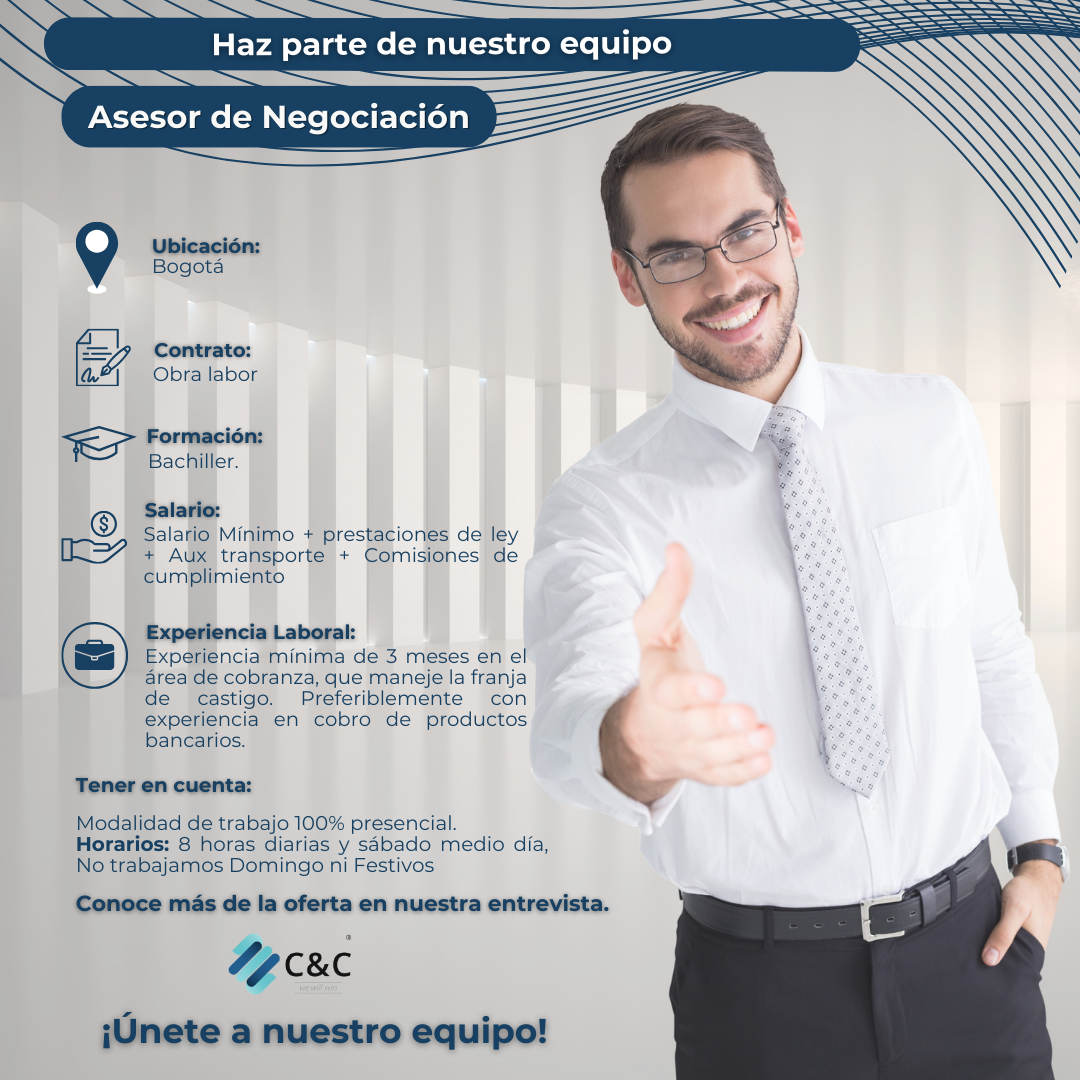 Haz parte de nuestro equipo
Asesor de Negociación
Ubicación:
Bogotá
Contrato:
Obra labor
Formación:
Bachiller.
Salario:
Salario Mínimo + prestaciones de ley
+ Aux transporte + Comisiones de
cumplimiento
Experiencia Laboral:
Experiencia mínima de 3 meses en el
área de cobranza, que maneje la franja
de castigo. Preferiblemente con
experiencia en cobro de productos
bancarios.
Tener en cuenta:
Modalidad de trabajo 100% presencial.
Horarios: 8 horas diarias y sábado medio día,
No trabajamos Domingo ni Festivos
Conoce más de la oferta en nuestra entrevista.
C&C®
we will win
¡Únete a nuestro equipo!